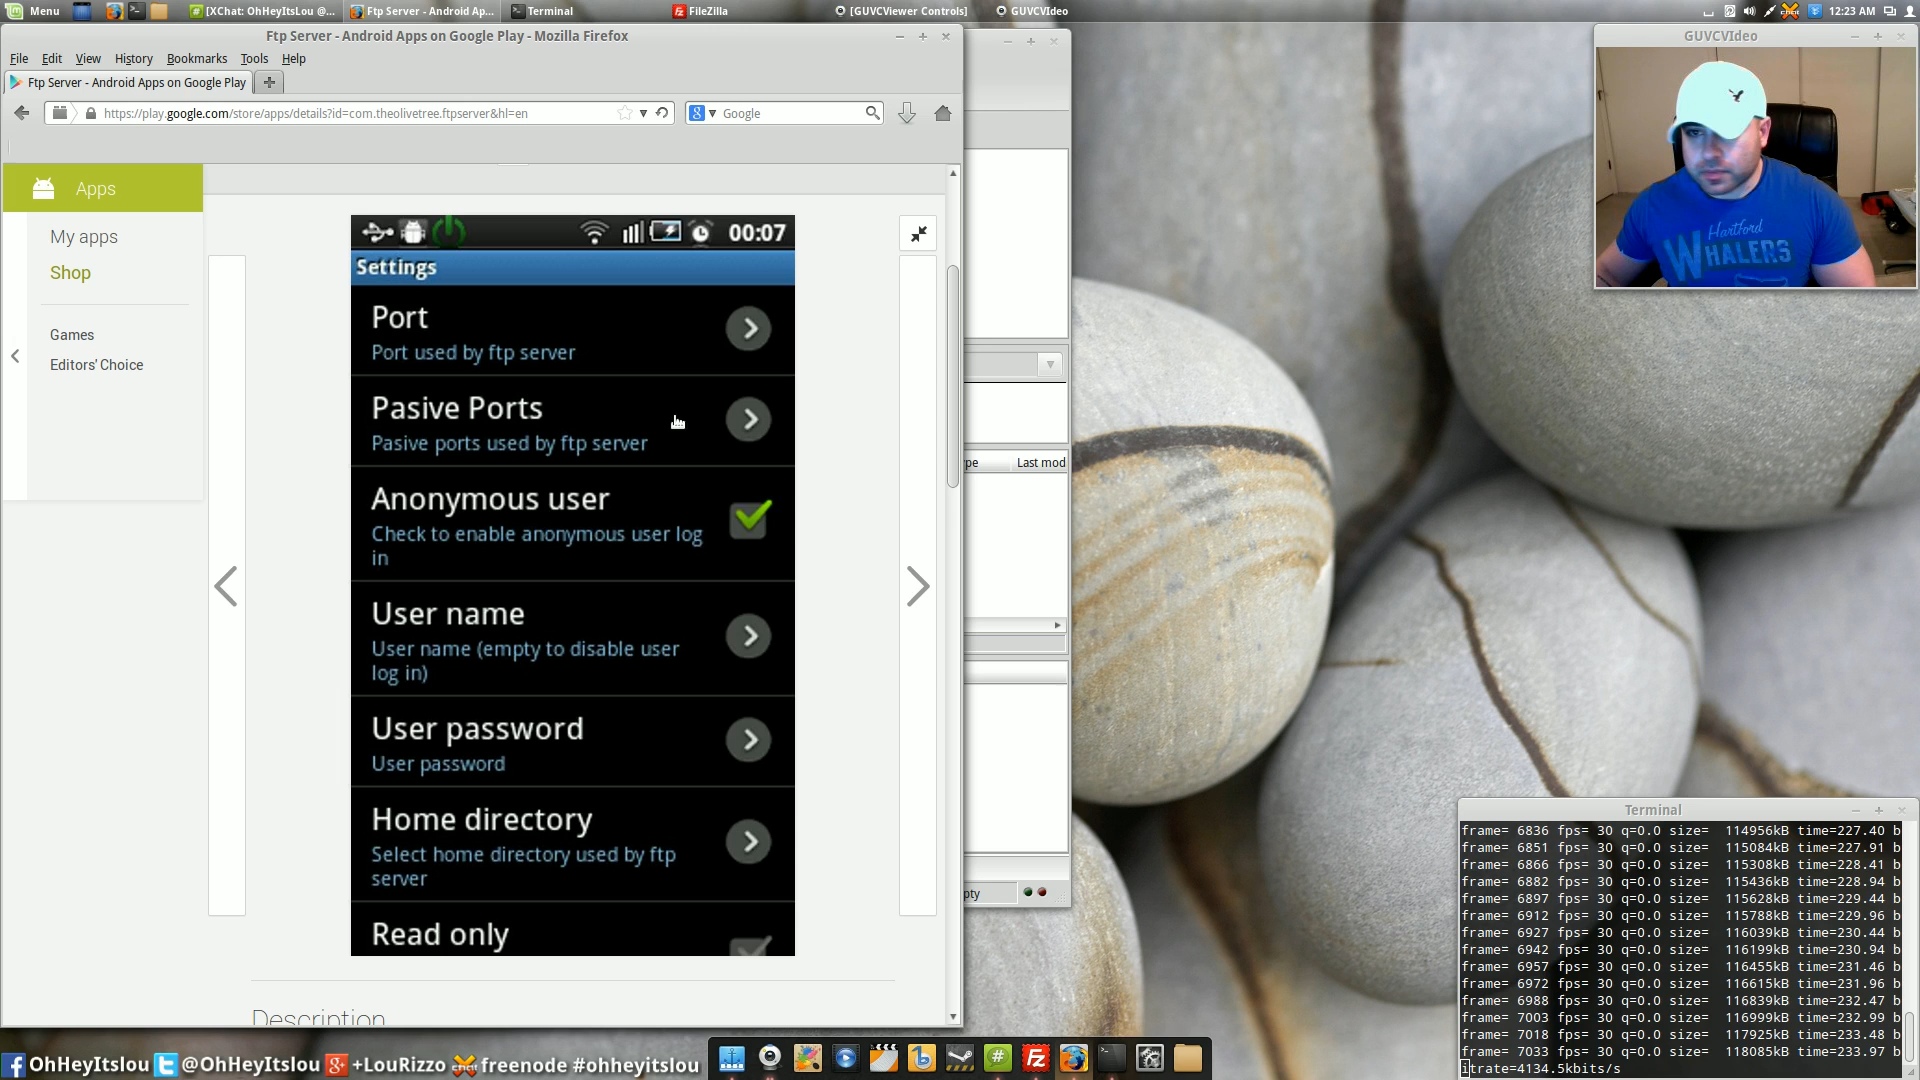 Menu
[XChat: OhHeyItsLou @...
Ftp Server - Android Ap...
Terminal
FileZilla
[GUVCViewer Controls]
GUVCVIdeo
12:23 AM
Ftp Server - Android Apps on Google Play - Mozilla Firefox
File Edit View History Bookmarks Tools Help
Ftp Server - Android Apps on Google Play
https://play.google.com/store/apps/details?id=com.theolivetree.ftpserver&hl=en
Google
Apps
My apps
Shop
Games
Editors' Choice
00:07
Settings
Port
Port used by ftp server
Pasive Ports
Pasive ports used by ftp server
Anonymous user
Check to enable anonymous user log
in
User name
User name (empty to disable user
log in)
User password
User password
Home directory
Select home directory used by ftp
server
Read only
Description
ype Last mod
pty
GUVCVIdeo
Hartford
WHALERS
Terminal
frame= 6836 fps= 30 q=0.0 size= 114956kB time=227.40 b
frame= 6851 fps= 30 q=0.0 size= 115084kB time=227.91 b
frame= 6866 fps= 30 q=0.0 size= 115308kB time=228.41 b
frame= 6882 fps= 30 q=0.0 size= 115436kB time=228.94 b
frame= 6897 fps= 30 q=0.0 size= 115628kB time=229.44 b
frame= 6912 fps= 30 q=0.0 size= 115788kB time=229.96 b
frame= 6927 fps= 30 q=0.0 size= 116039kB time=230.44 b
frame= 6942 fps= 30 q=0.0 size= 116199kB time=230.94 b
frame= 6957 fps= 30 q=0.0 size= 116455kB time=231.46 b
frame= 6972 fps= 30 q=0.0 size= 116615kB time=231.96 b
frame= 6988 fps= 30 q=0.0 size= 116839kB time=232.47 b
frame= 7003 fps= 30 q=0.0 size= 116999kB time=232.99 b
frame= 7018 fps= 30 q=0.0 size= 117925kB time=233.48 b
frame= 7033 fps= 30 q=0.0 size= 118085kB time=233.97 b
itrate=4134.5kbits/s
OhHeyItslou @OhHeyItslou +LouRizzo freenode #ohheyitslou